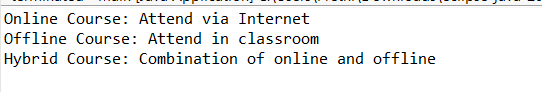 Online Course: Attend via Internet
Offline Course: Attend in classroom
Hybrid Course: Combination of online and offline